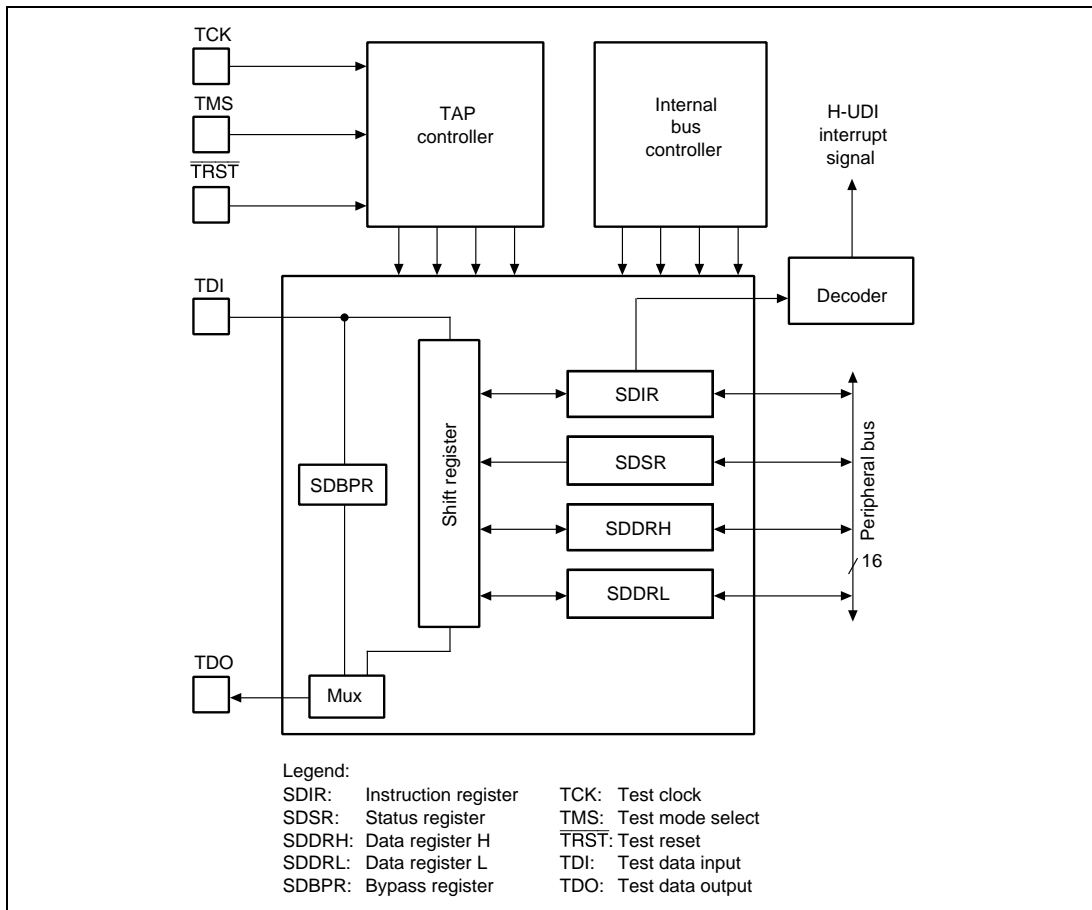 TCK
TMS
TRST
TAP
controller
Internal
bus
controller
H-UDI
interrupt
signal
TDI
Decoder
SDIR
SDSR
SDBPR
Shift register
SDDRH
SDDRL
Peripheral bus
16
TDO
Mux
Legend:
SDIR: Instruction register TCK: Test clock
SDSR: Status register TMS: Test mode select
SDDRH: Data register H TRST: Test reset
SDDRL: Data register L TDI: Test data input
SDBPR: Bypass register TDO: Test data output